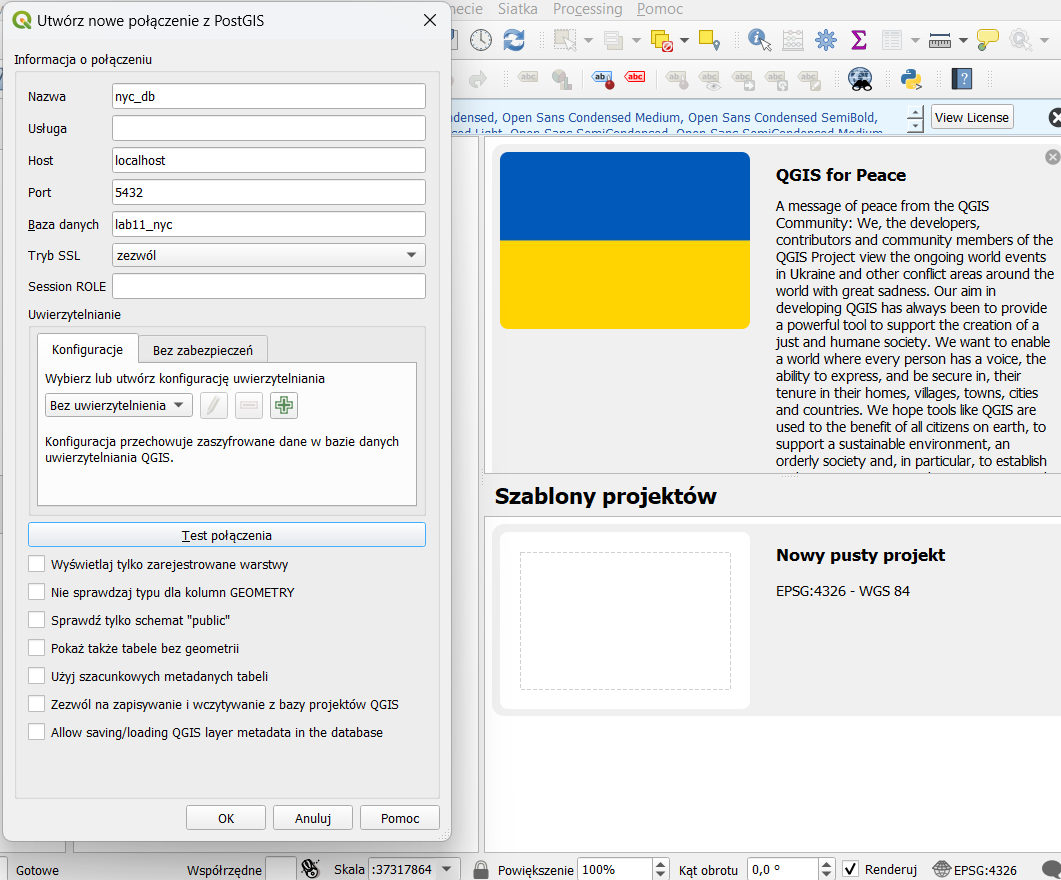 Utwórz nowe połączenie z PostGIS
Siatka Processing Pomoc
Informacja o połączeniu
Nazwa nyc_db
Usługa
Host localhost
Port 5432
Baza danych lab11_nyc
Tryb SSL zezwól
Session ROLE
Uwierzytelnianie
Konfiguracje Bez zabezpieczeń
Wybierz lub utwórz konfigurację uwierzytelniania
Bez uwierzytelnienia
Konfiguracja przechowuje zaszyfrowane dane w bazie danych
uwierzytelniania QGIS.
Test połączenia
Wyświetlaj tylko zarejestrowane warstwy
Nie sprawdzaj typu dla kolumn GEOMETRY
Sprawdź tylko schemat "public"
Pokaż także tabele bez geometrii
Użyj szacunkowych metadanych tabeli
Zezwól na zapisywanie i wczytywanie z bazy projektów QGIS
Allow saving/loading QGIS layer metadata in the database
OK Anuluj Pomoc
abc ab abc ab abc abc abc abc
Open Sans Condensed Medium, Open Sans Condensed SemiBold,
View License
QGIS for Peace
A message of peace from the QGIS
Community: We, the developers,
contributors and community members of the
QGIS Project view the ongoing world events
in Ukraine and other conflict areas around the
world with great sadness. Our aim in
developing QGIS has always been to provide
a powerful tool to support the creation of a
just and humane society. We want to enable
a world where every person has a voice, the
ability to express, and be secure in, their
tenure in their homes, villages, towns, cities
and countries. We hope tools like QGIS are
used to the benefit of all citizens on earth, to
support a sustainable environment, an
orderly society and, in particular, to establish
Szablony projektów
Nowy pusty projekt
EPSG:4326 - WGS 84
Gotowe Współrzędne Skala :37317864 Powiększenie 100% Kąt obrotu 0,0 ° Renderuj EPSG:4326